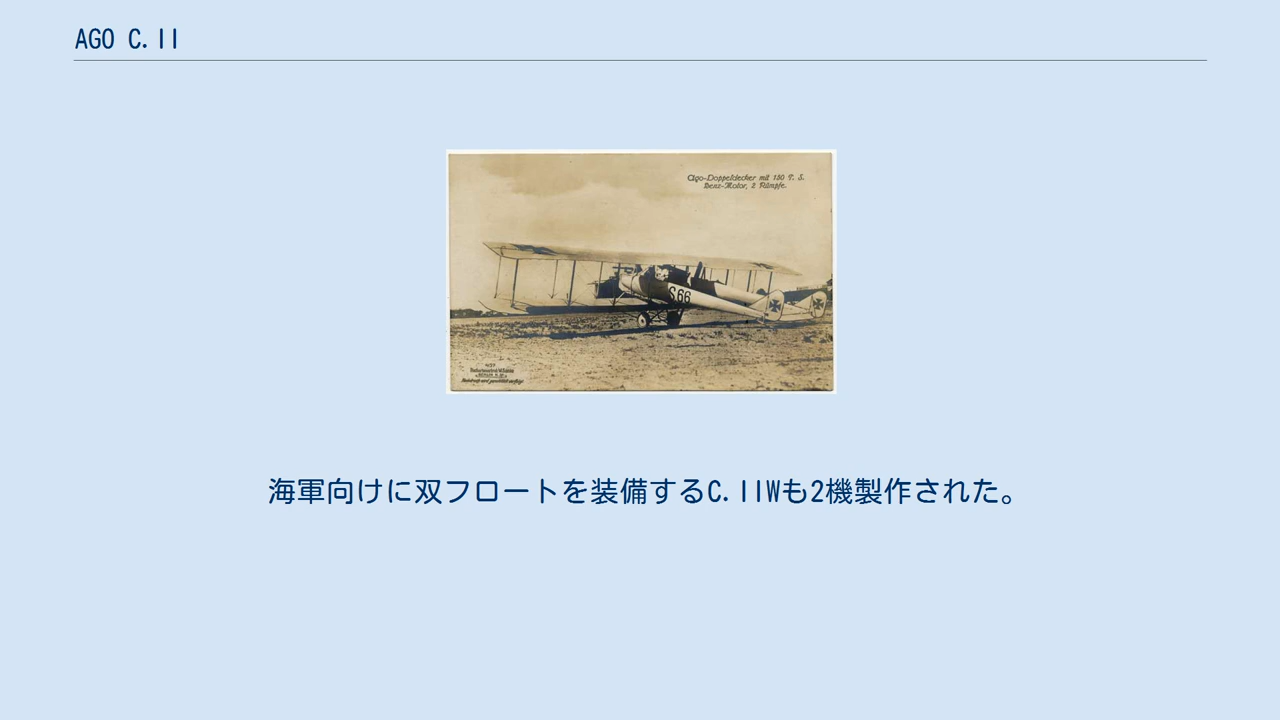 AGO C.II
Ago-Doppeldecker mit 150 P. S.
Benz-Motor, 2 Rümpfe.
S66
海軍向けに双フロートを装備するC.IIWも2機製作された。